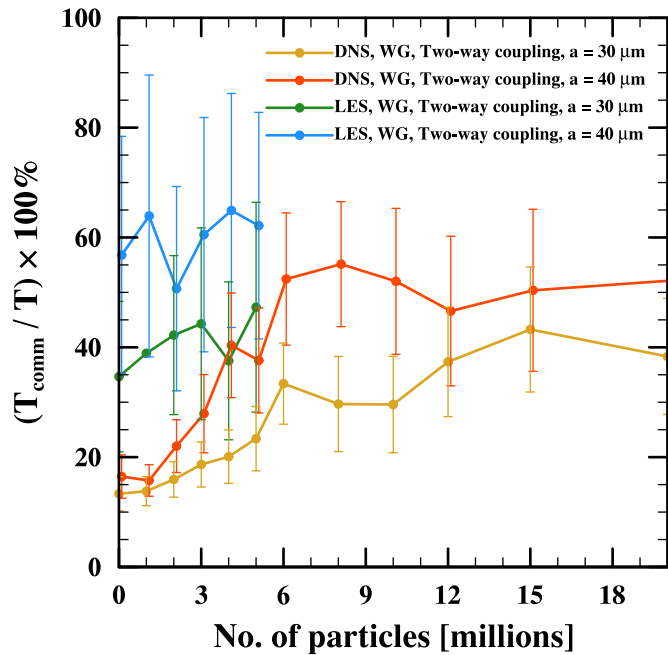 100
DNS, WG, Two-way coupling, a = 30 μm
DNS, WG, Two-way coupling, a = 40 μm
LES, WG, Two-way coupling, a = 30 μm
LES, WG, Two-way coupling, a = 40 μm
80
60
40
20
0
(T_comm / T) × 100%
0 3 6 9 12 15 18
No. of particles [millions]